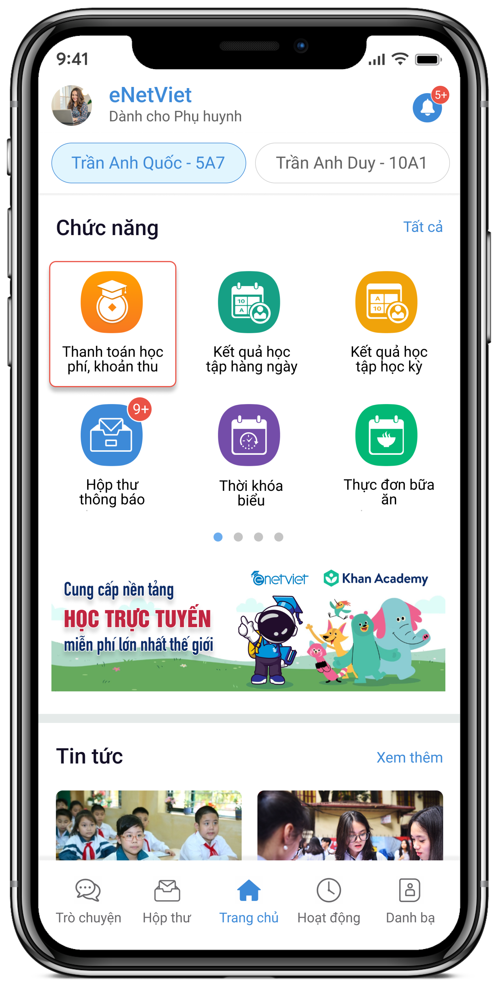 9:41
eNetViet
5+
Dành cho Phụ huynh
Trần Anh Quốc - 5A7
Trần Anh Duy - 10A1
Chức năng
Tất cả
10
A
A
10
Thanh toán học
phí, khoản thu
Kết quả học
tập hàng ngày
Kết quả học
tập học kỳ
9+
Hộp thư
thông báo
Thời khóa
biểu
Thực đơn bữa
ăn
enetviet
Khan Academy
Cung cấp nền tảng
HỌC TRỰC TUYẾN
miễn phí lớn nhất thế giới
Tin tức
Xem thêm
Trò chuyện
Hộp thư
Trang chủ
Hoạt động
Danh bạ